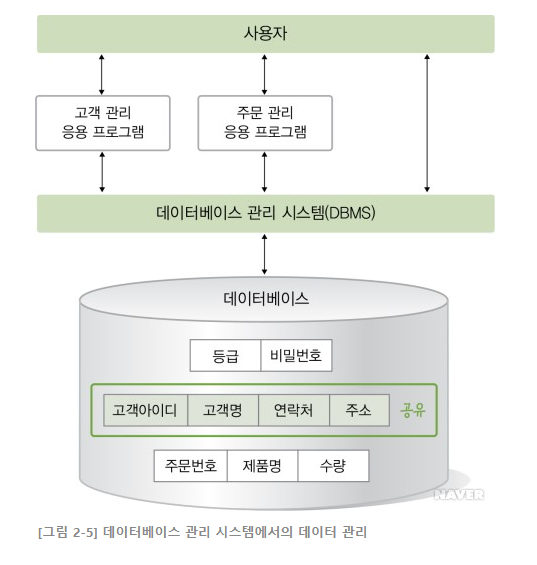 사용자
고객 관리
응용 프로그램
주문 관리
응용 프로그램
데이터베이스 관리 시스템(DBMS)
데이터베이스
등급 비밀번호
고객아이디 고객명 연락처 주소 공유
주문번호 제품명 수량
NAVER
[그림 2-5] 데이터베이스 관리 시스템에서의 데이터 관리